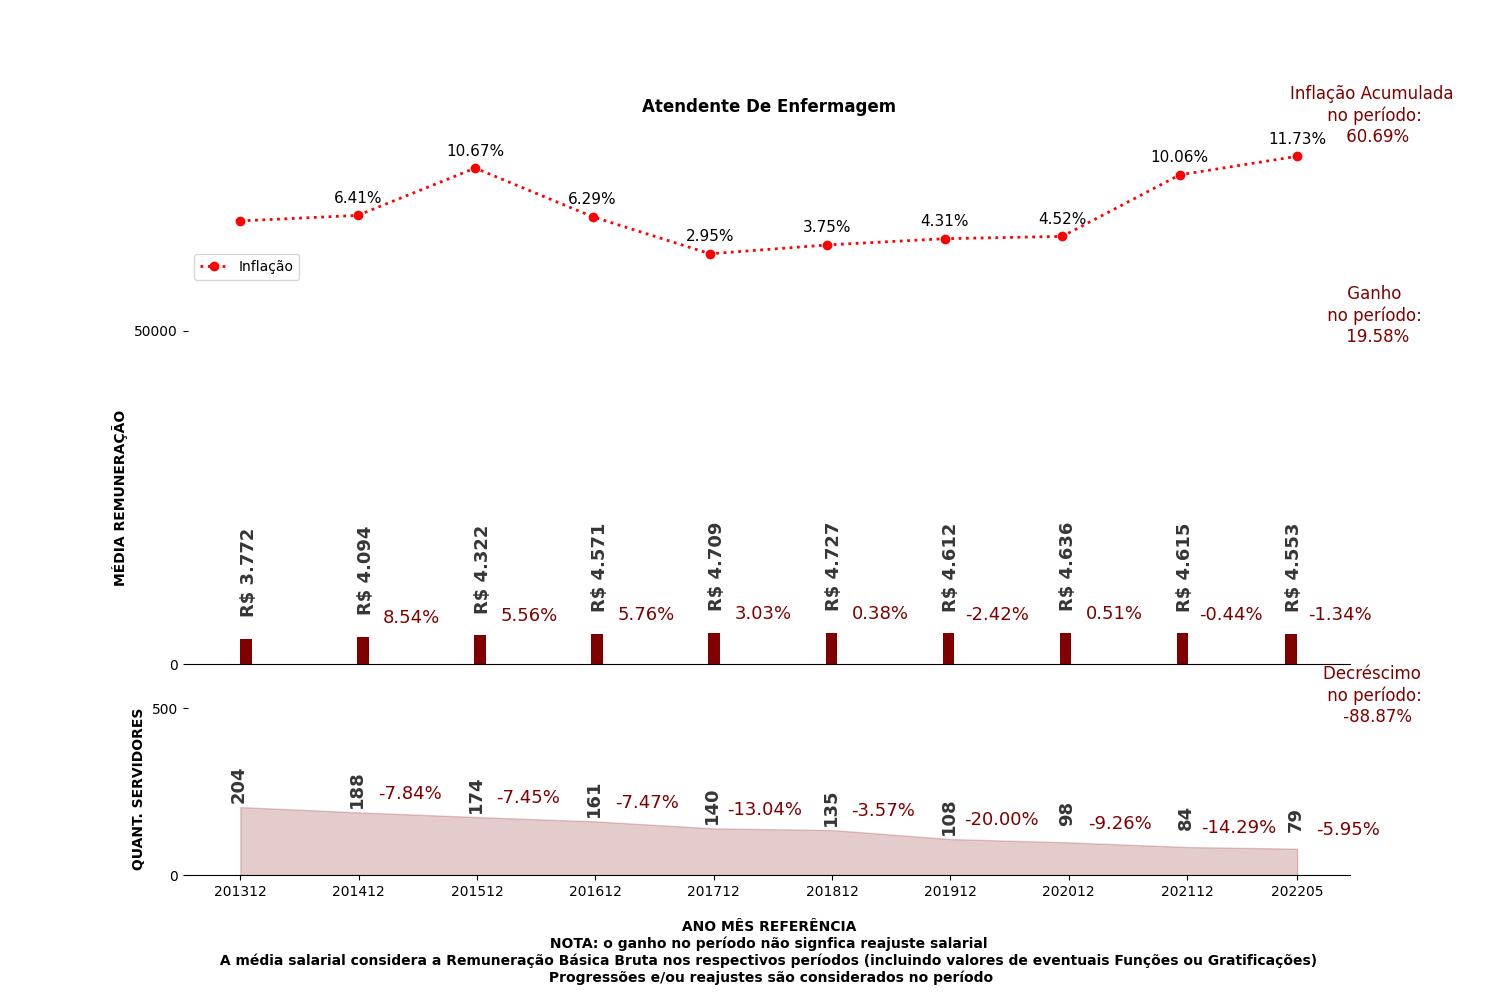 Atendente De Enfermagem
Inflação Acumulada
no período:
60.69%
6.41%
10.67%
6.29%
2.95%
3.75%
4.31%
4.52%
10.06%
11.73%
Inflação
Ganho
no período:
19.58%
50000
0
MÉDIA REMUNERAÇÃO
R$ 3.772
R$ 4.094
R$ 4.322
R$ 4.571
R$ 4.709
R$ 4.727
R$ 4.612
R$ 4.636
R$ 4.615
R$ 4.553
8.54%
5.56%
5.76%
3.03%
0.38%
-2.42%
0.51%
-0.44%
-1.34%
Decréscimo
no período:
-88.87%
500
0
QUANT. SERVIDORES
204
188
174
161
140
135
108
98
84
79
-7.84%
-7.45%
-7.47%
-13.04%
-3.57%
-20.00%
-9.26%
-14.29%
-5.95%
201312
201412
201512
201612
201712
201812
201912
202012
202112
202205
ANO MÊS REFERÊNCIA
NOTA: o ganho no período não signfica reajuste salarial
A média salarial considera a Remuneração Básica Bruta nos respectivos períodos (incluindo valores de eventuais Funções ou Gratificações)
Progressões e/ou reajustes são considerados no período